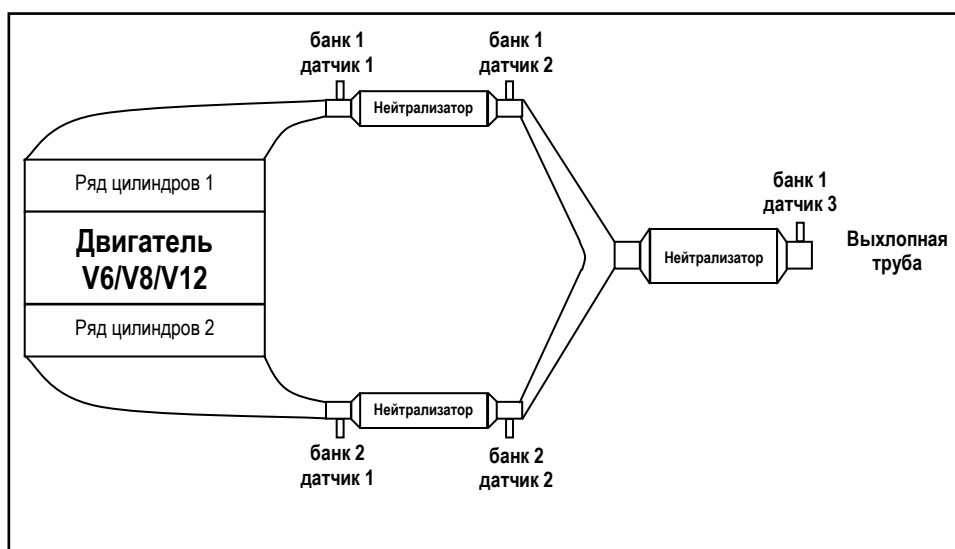 банк 1
датчик 1
банк 1
датчик 2
Нейтрализатор
Ряд цилиндров 1
Двигатель
V6/V8/V12
Ряд цилиндров 2
банк 1
датчик 3
Нейтрализатор
Выхлопная
труба
Нейтрализатор
банк 2
датчик 1
банк 2
датчик 2